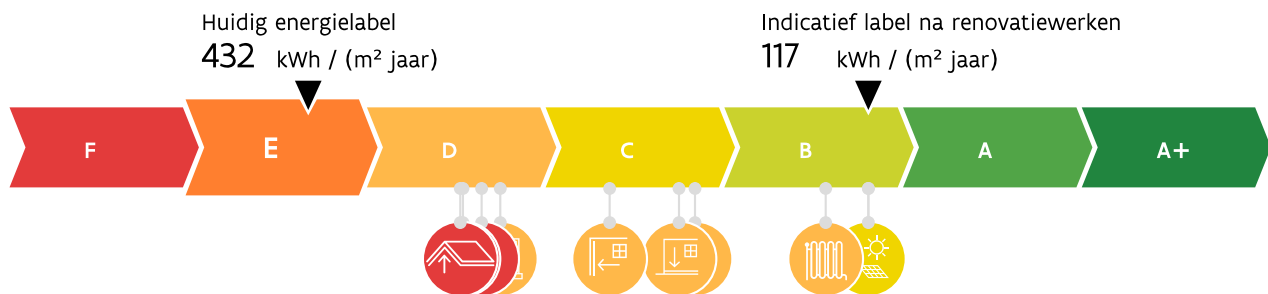 Huidig energielabel
432 kWh / (m² jaar)
Indicatief label na renovatiewerken
117 kWh / (m² jaar)
F E D C B A A+